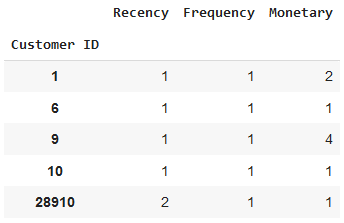 Recency Frequency Monetary
Customer ID
1 1 1 2
6 1 1 1
9 1 1 4
10 1 1 1
28910 2 1 1